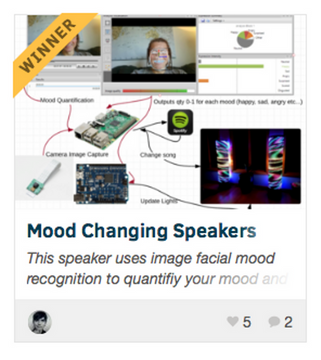 WINNER
Mood Quantification
Outputs qty 0-1 for each mood (happy, sad, angry etc...)
Spotify
Camera Image Capture
Change song
Update Lights
Mood Changing Speakers
This speaker uses image facial mood
recognition to quantifiy your mood and
5 2